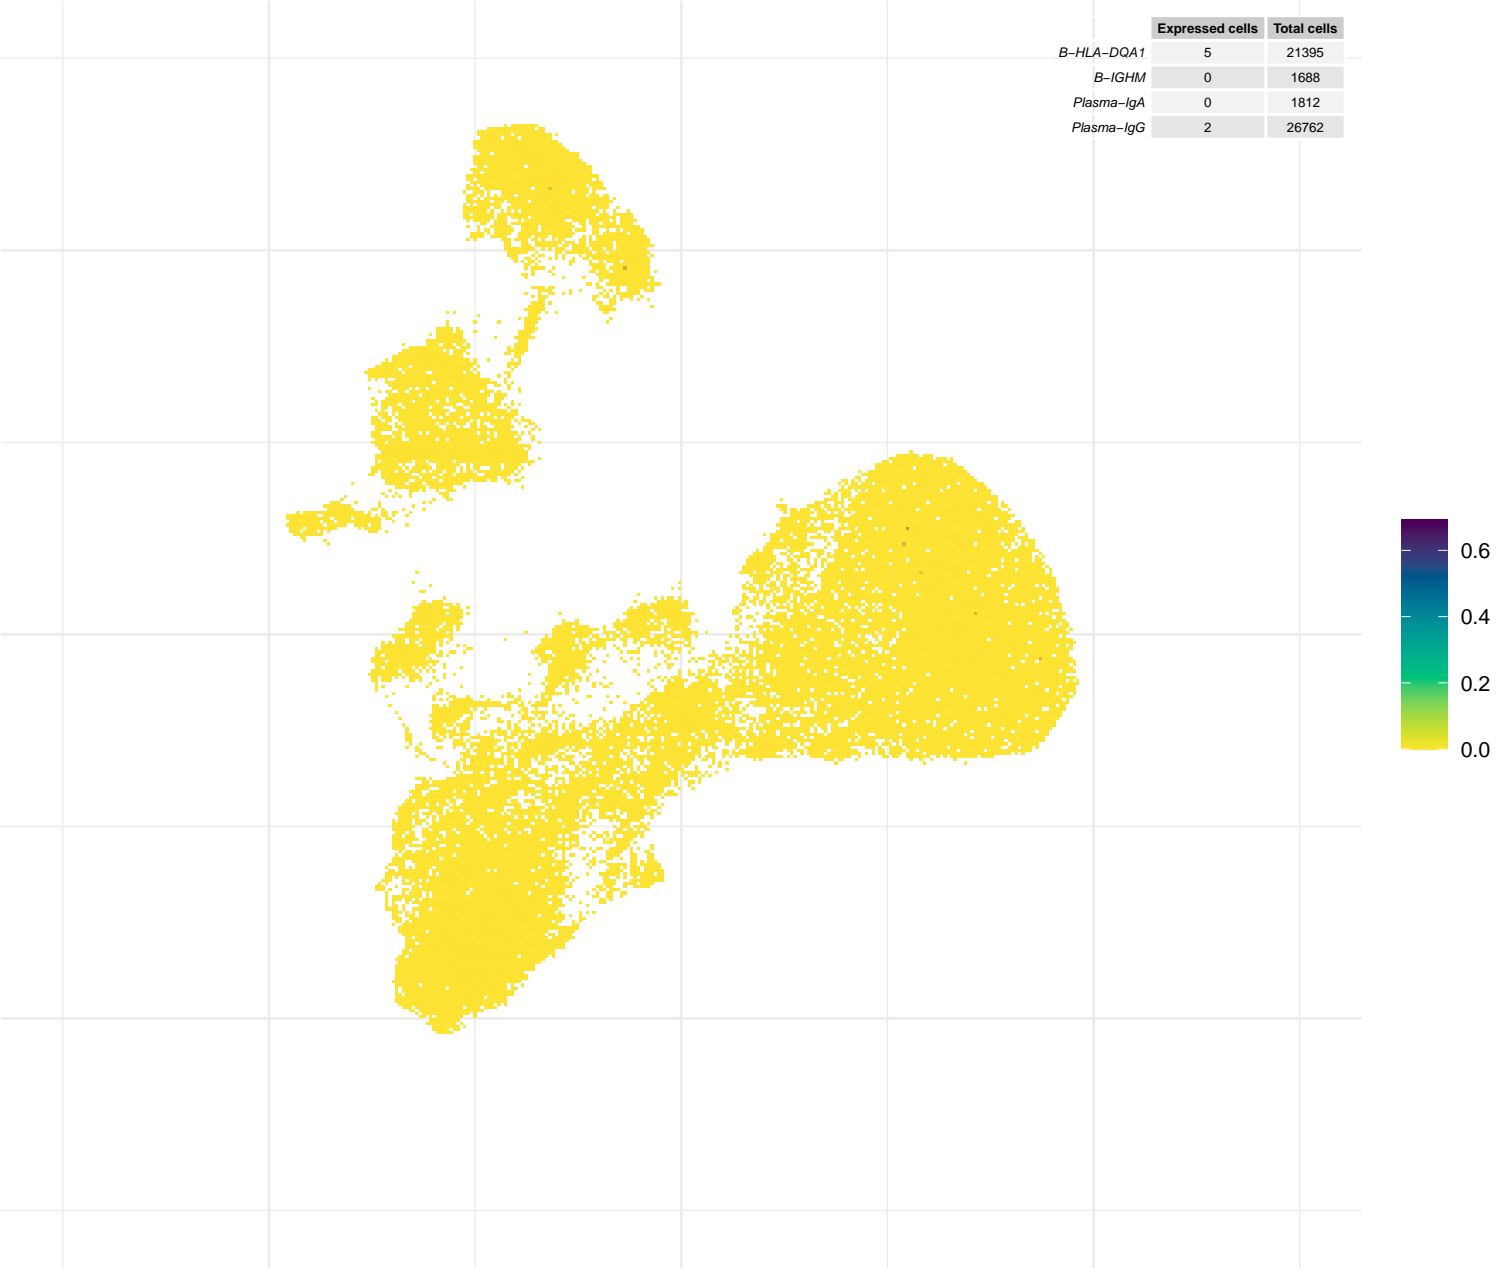 Expressed cells Total cells
B−HLA−DQA1 5 21395
B−IGHM 0 1688
Plasma−IgA 0 1812
Plasma−IgG 2 26762
0.6
0.4
0.2
0.0